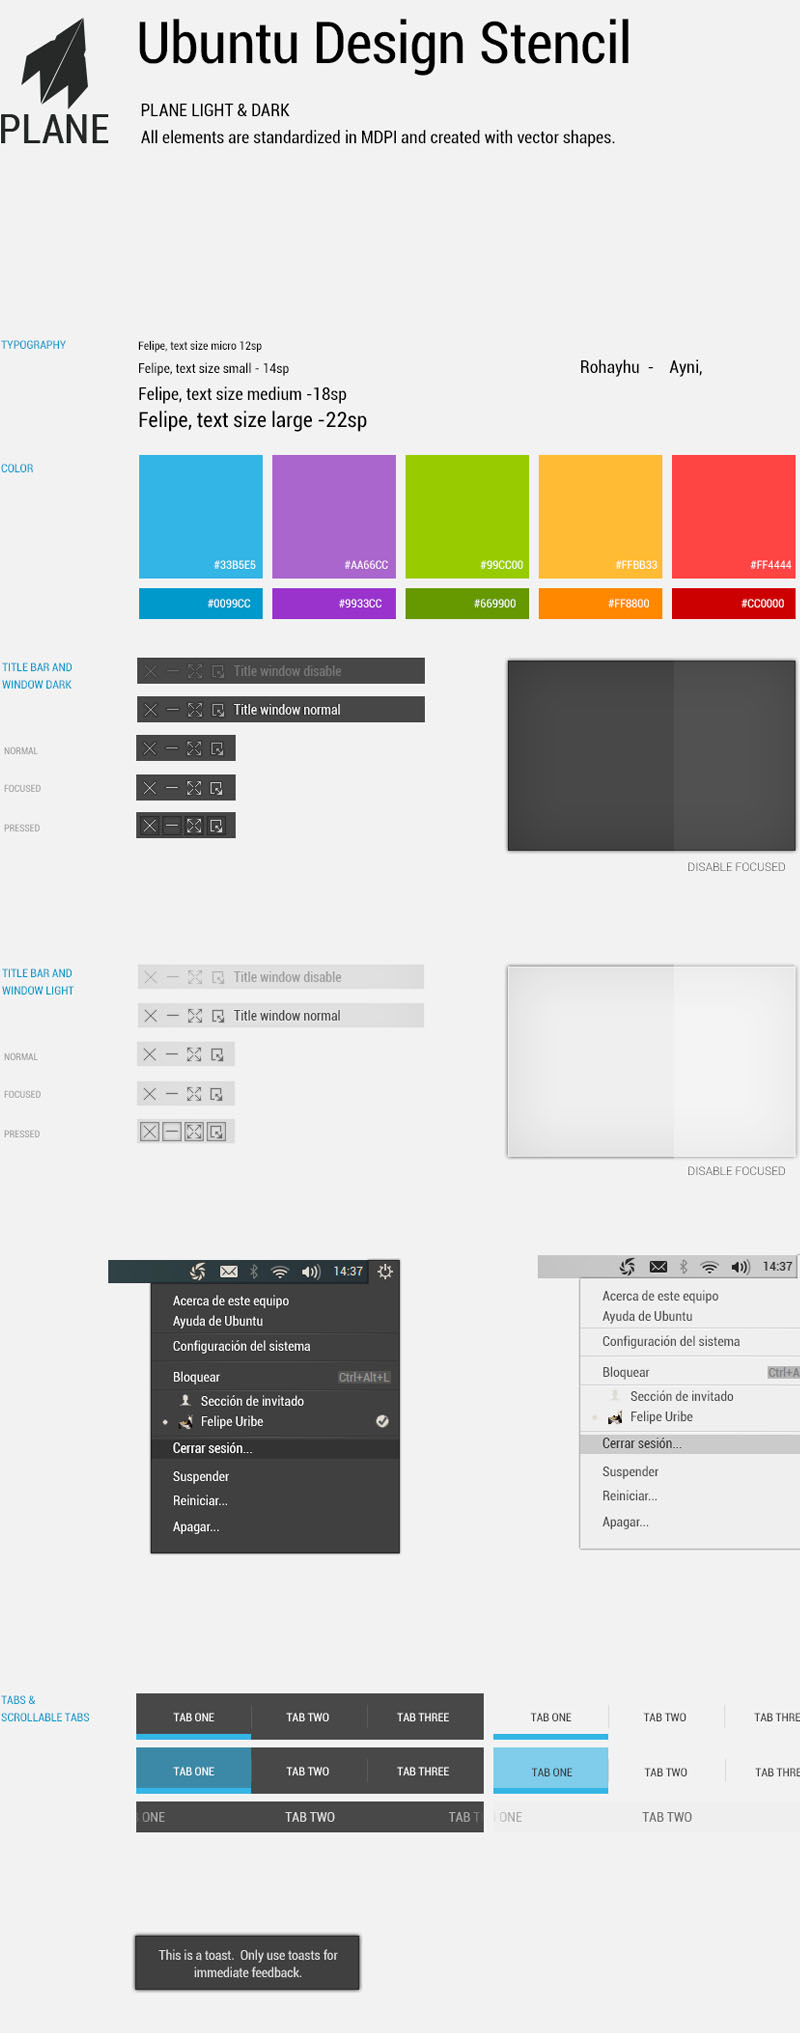 Ubuntu Design Stencil
PLANE
PLANE LIGHT & DARK
All elements are standardized in MDPI and created with vector shapes.
TYPOGRAPHY
Felipe, text size micro 12sp
Felipe, text size small - 14sp
Felipe, text size medium -18sp
Felipe, text size large -22sp
Rohayhu - Ayni,
COLOR
#33B5E5 #AA66CC #99CC00 #FFBB33 #FF4444
#0099CC #9933CC #669900 #FF8800 #CC0000
TITLE BAR AND
WINDOW DARK
Title window disable
Title window normal
NORMAL
FOCUSED
PRESSED
DISABLE FOCUSED
TITLE BAR AND
WINDOW LIGHT
Title window disable
Title window normal
NORMAL
FOCUSED
PRESSED
DISABLE FOCUSED
14:37
Acerca de este equipo
Ayuda de Ubuntu
Configuración del sistema
Bloquear Ctrl+Alt+L
Sección de invitado
Felipe Uribe
Cerrar sesión...
Suspender
Reiniciar...
Apagar...
14:37
Acerca de este equipo
Ayuda de Ubuntu
Configuración del sistema
Bloquear Ctrl+A
Sección de invitado
Felipe Uribe
Cerrar sesión...
Suspender
Reiniciar...
Apagar...
TABS &
SCROLLABLE TABS
TAB ONE TAB TWO TAB THREE
TAB ONE TAB TWO TAB THREE
ONE TAB TWO TAB T
TAB ONE TAB TWO TAB THRE
TAB ONE TAB TWO TAB THRE
ONE TAB TWO
This is a toast. Only use toasts for
immediate feedback.